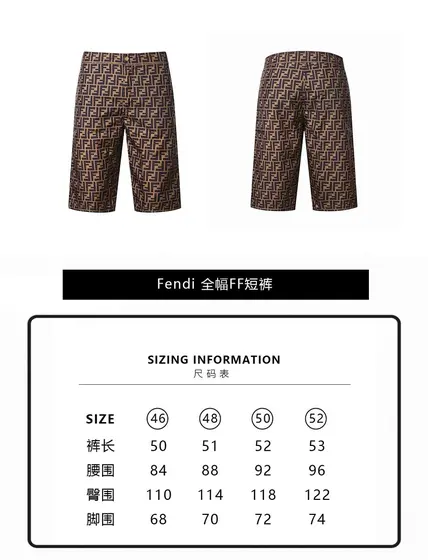 Fendi 全幅FF短裤
SIZING INFORMATION
尺码表
SIZE 46 48 50 52
裤长 50 51 52 53
腰围 84 88 92 96
臀围 110 114 118 122
脚围 68 70 72 74